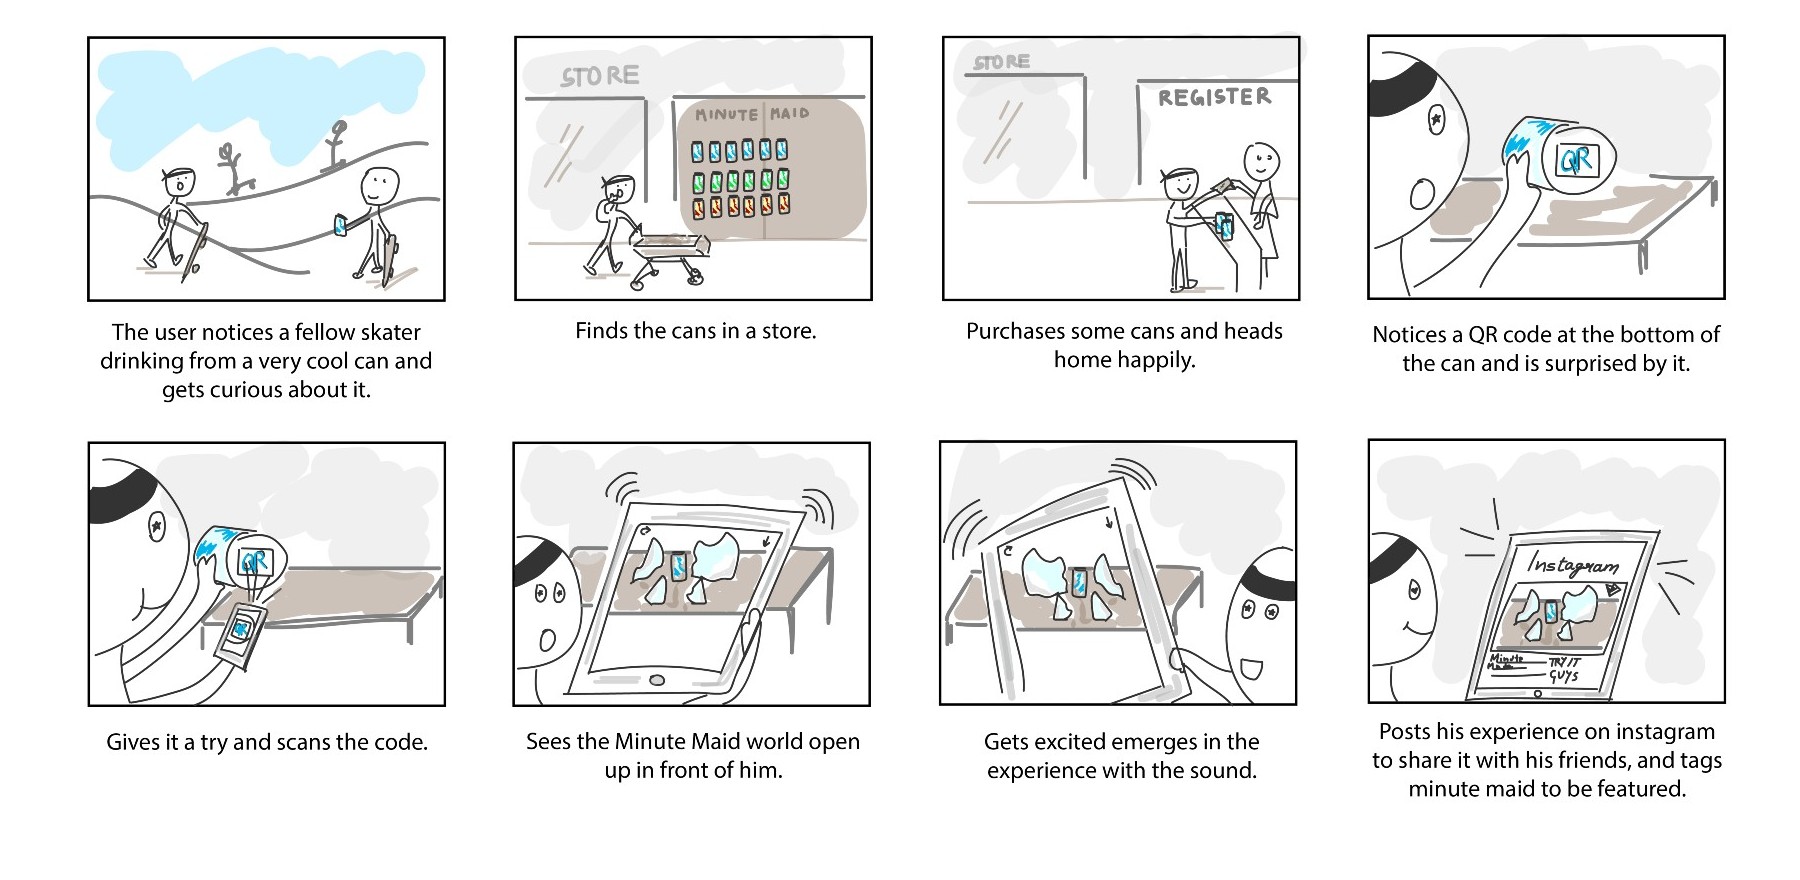 STORE
MINUTE MAID
STORE
REGISTER
QR
The user notices a fellow skater
drinking from a very cool can and
gets curious about it.
Finds the cans in a store.
Purchases some cans and heads
home happily.
Notices a QR code at the bottom of
the can and is surprised by it.
QR
QR
Instagram
Minute
Maid
TRY IT
GUYS
Gives it a try and scans the code.
Sees the Minute Maid world open
up in front of him.
Gets excited emerges in the
experience with the sound.
Posts his experience on instagram
to share it with his friends, and tags
minute maid to be featured.